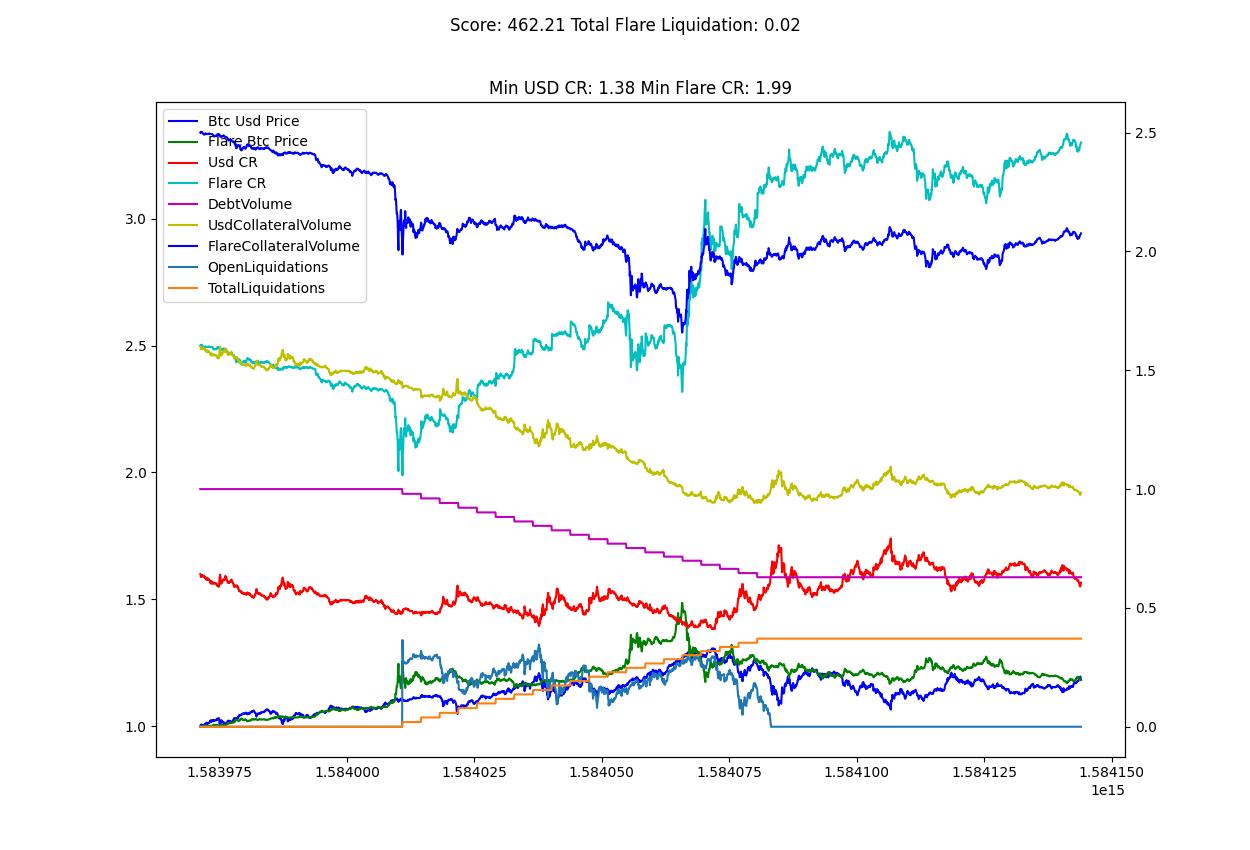 Score: 462.21 Total Flare Liquidation: 0.02
Min USD CR: 1.38 Min Flare CR: 1.99
Btc Usd Price
Flare Btc Price
Usd CR
Flare CR
DebtVolume
UsdCollateralVolume
FlareCollateralVolume
OpenLiquidations
TotalLiquidations
3.0
2.5
2.0
1.5
1.0
2.5
2.0
1.5
1.0
0.5
0.0
1.583975 1.584000 1.584025 1.584050 1.584075 1.584100 1.584125 1.584150
1e15